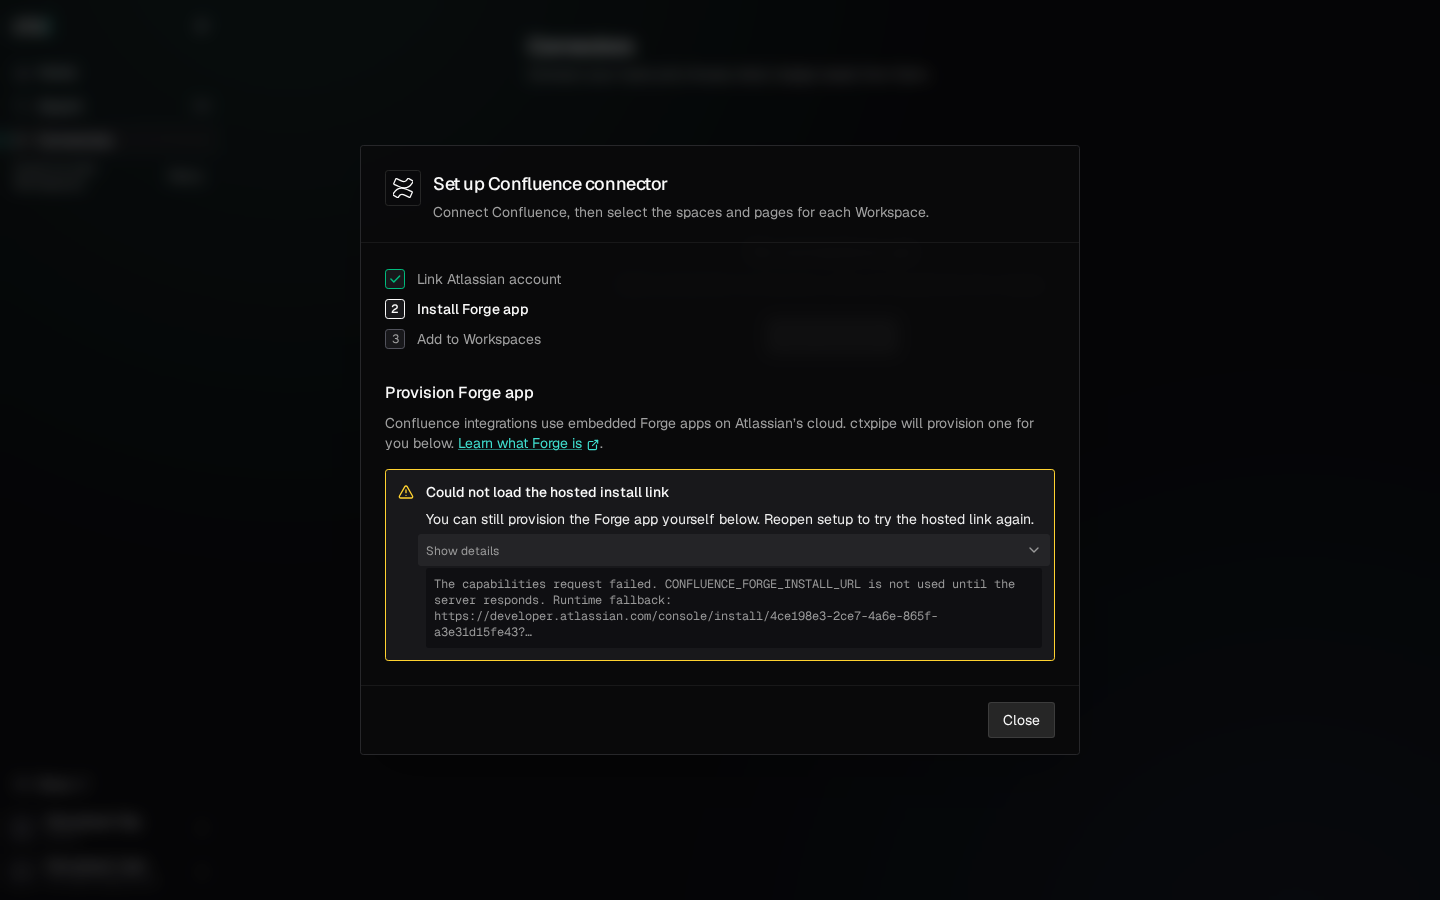 Set up Confluence connector
Connect Confluence, then select the spaces and pages for each Workspace.
Link Atlassian account
2 Install Forge app
3 Add to Workspaces
Provision Forge app
Confluence integrations use embedded Forge apps on Atlassian's cloud. ctxpipe will provision one for
you below. Learn what Forge is.
Could not load the hosted install link
You can still provision the Forge app yourself below. Reopen setup to try the hosted link again.
Show details
The capabilities request failed. CONFLUENCE_FORGE_INSTALL_URL is not used until the
server responds. Runtime fallback:
https://developer.atlassian.com/console/install/4ce198e3-2ce7-4a6e-865f-
a3e31d15fe43?…
Close